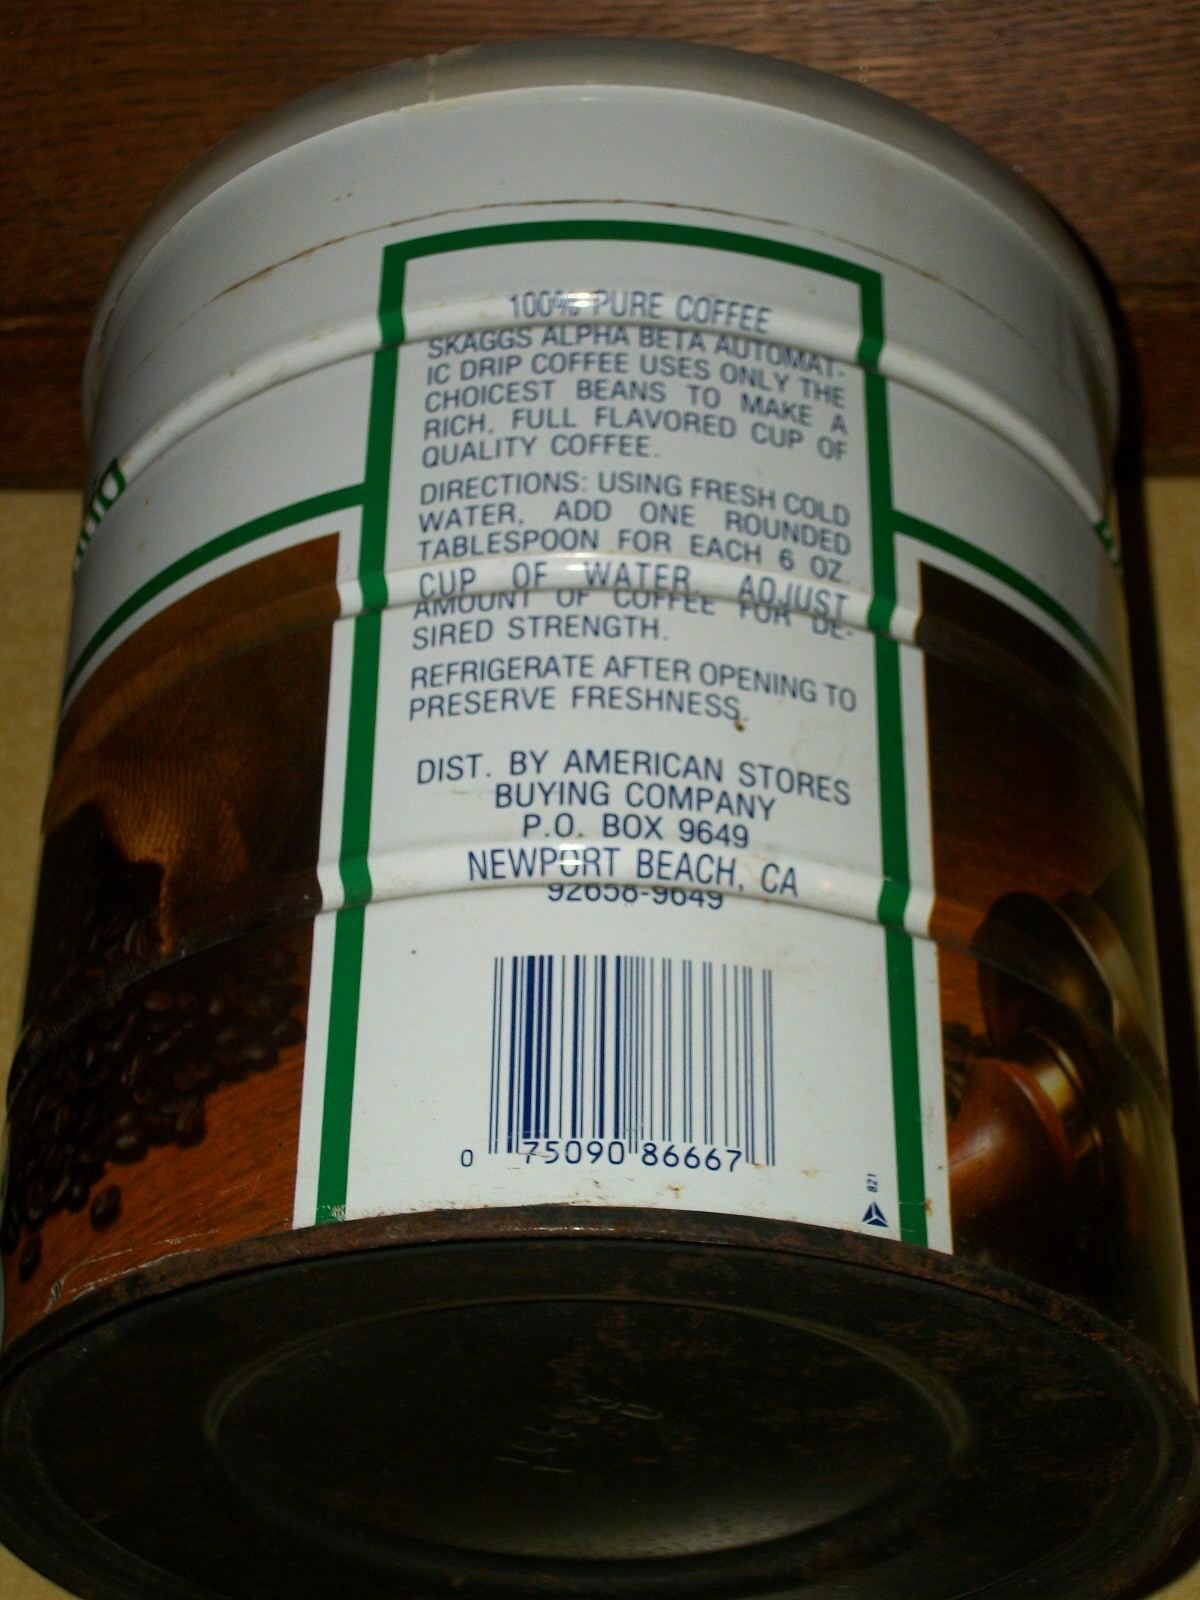 100% PURE COFFEE
SKAGGS ALPHA BETA AUTOMAT-
IC DRIP COFFEE USES ONLY THE
CHOICEST BEANS TO MAKE A
RICH, FULL FLAVORED CUP OF
QUALITY COFFEE.
DIRECTIONS: USING FRESH COLD
WATER, ADD ONE ROUNDED
TABLESPOON FOR EACH 6 OZ.
CUP OF WATER. ADJUST
AMOUNT OF COFFEE FOR DE-
SIRED STRENGTH.
REFRIGERATE AFTER OPENING TO
PRESERVE FRESHNESS.
DIST. BY AMERICAN STORES
BUYING COMPANY
P.O. BOX 9649
NEWPORT BEACH, CA
92658-9649
0 75090 86667
821